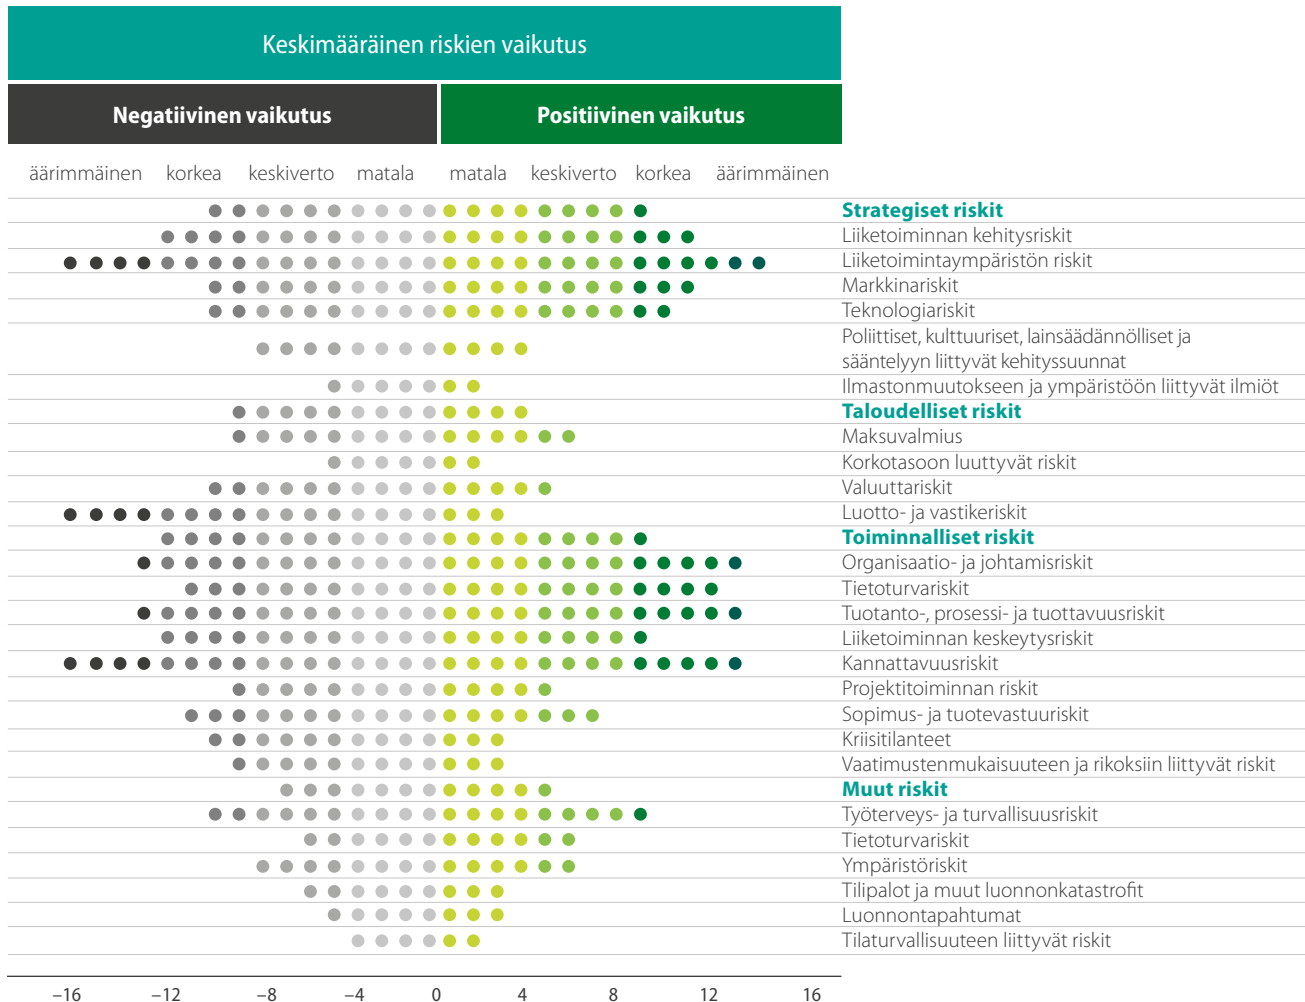 Keskimääräinen riskien vaikutus
Negatiivinen vaikutus Positiivinen vaikutus
äärimmäinen korkea keskiverto matala matala keskiverto korkea äärimmäinen
Strategiset riskit
Liiketoiminnan kehitysriskit
Liiketoimintaympäristön riskit
Markkinariskit
Teknologiariskit
Poliittiset, kulttuuriset, lainsäädännölliset ja
sääntelyyn liittyvät kehityssuunnat
Ilmastonmuutokseen ja ympäristöön liittyvät ilmiöt
Taloudelliset riskit
Maksuvalmius
Korkotasoon luuttyvät riskit
Valuuttariskit
Luotto- ja vastikeriskit
Toiminnalliset riskit
Organisaatio- ja johtamisriskit
Tietoturvariskit
Tuotanto-, prosessi- ja tuottavuusriskit
Liiketoiminnan keskeytysriskit
Kannattavuusriskit
Projektitoiminnan riskit
Sopimus- ja tuotevastuuriskit
Kriisitilanteet
Vaatimustenmukaisuuteen ja rikoksiin liittyvät riskit
Muut riskit
Työterveys- ja turvallisuusriskit
Tietoturvariskit
Ympäristöriskit
Tilipalot ja muut luonnonkatastrofit
Luonnontapahtumat
Tilaturvallisuuteen liittyvät riskit
−16 −12 −8 −4 0 4 8 12 16